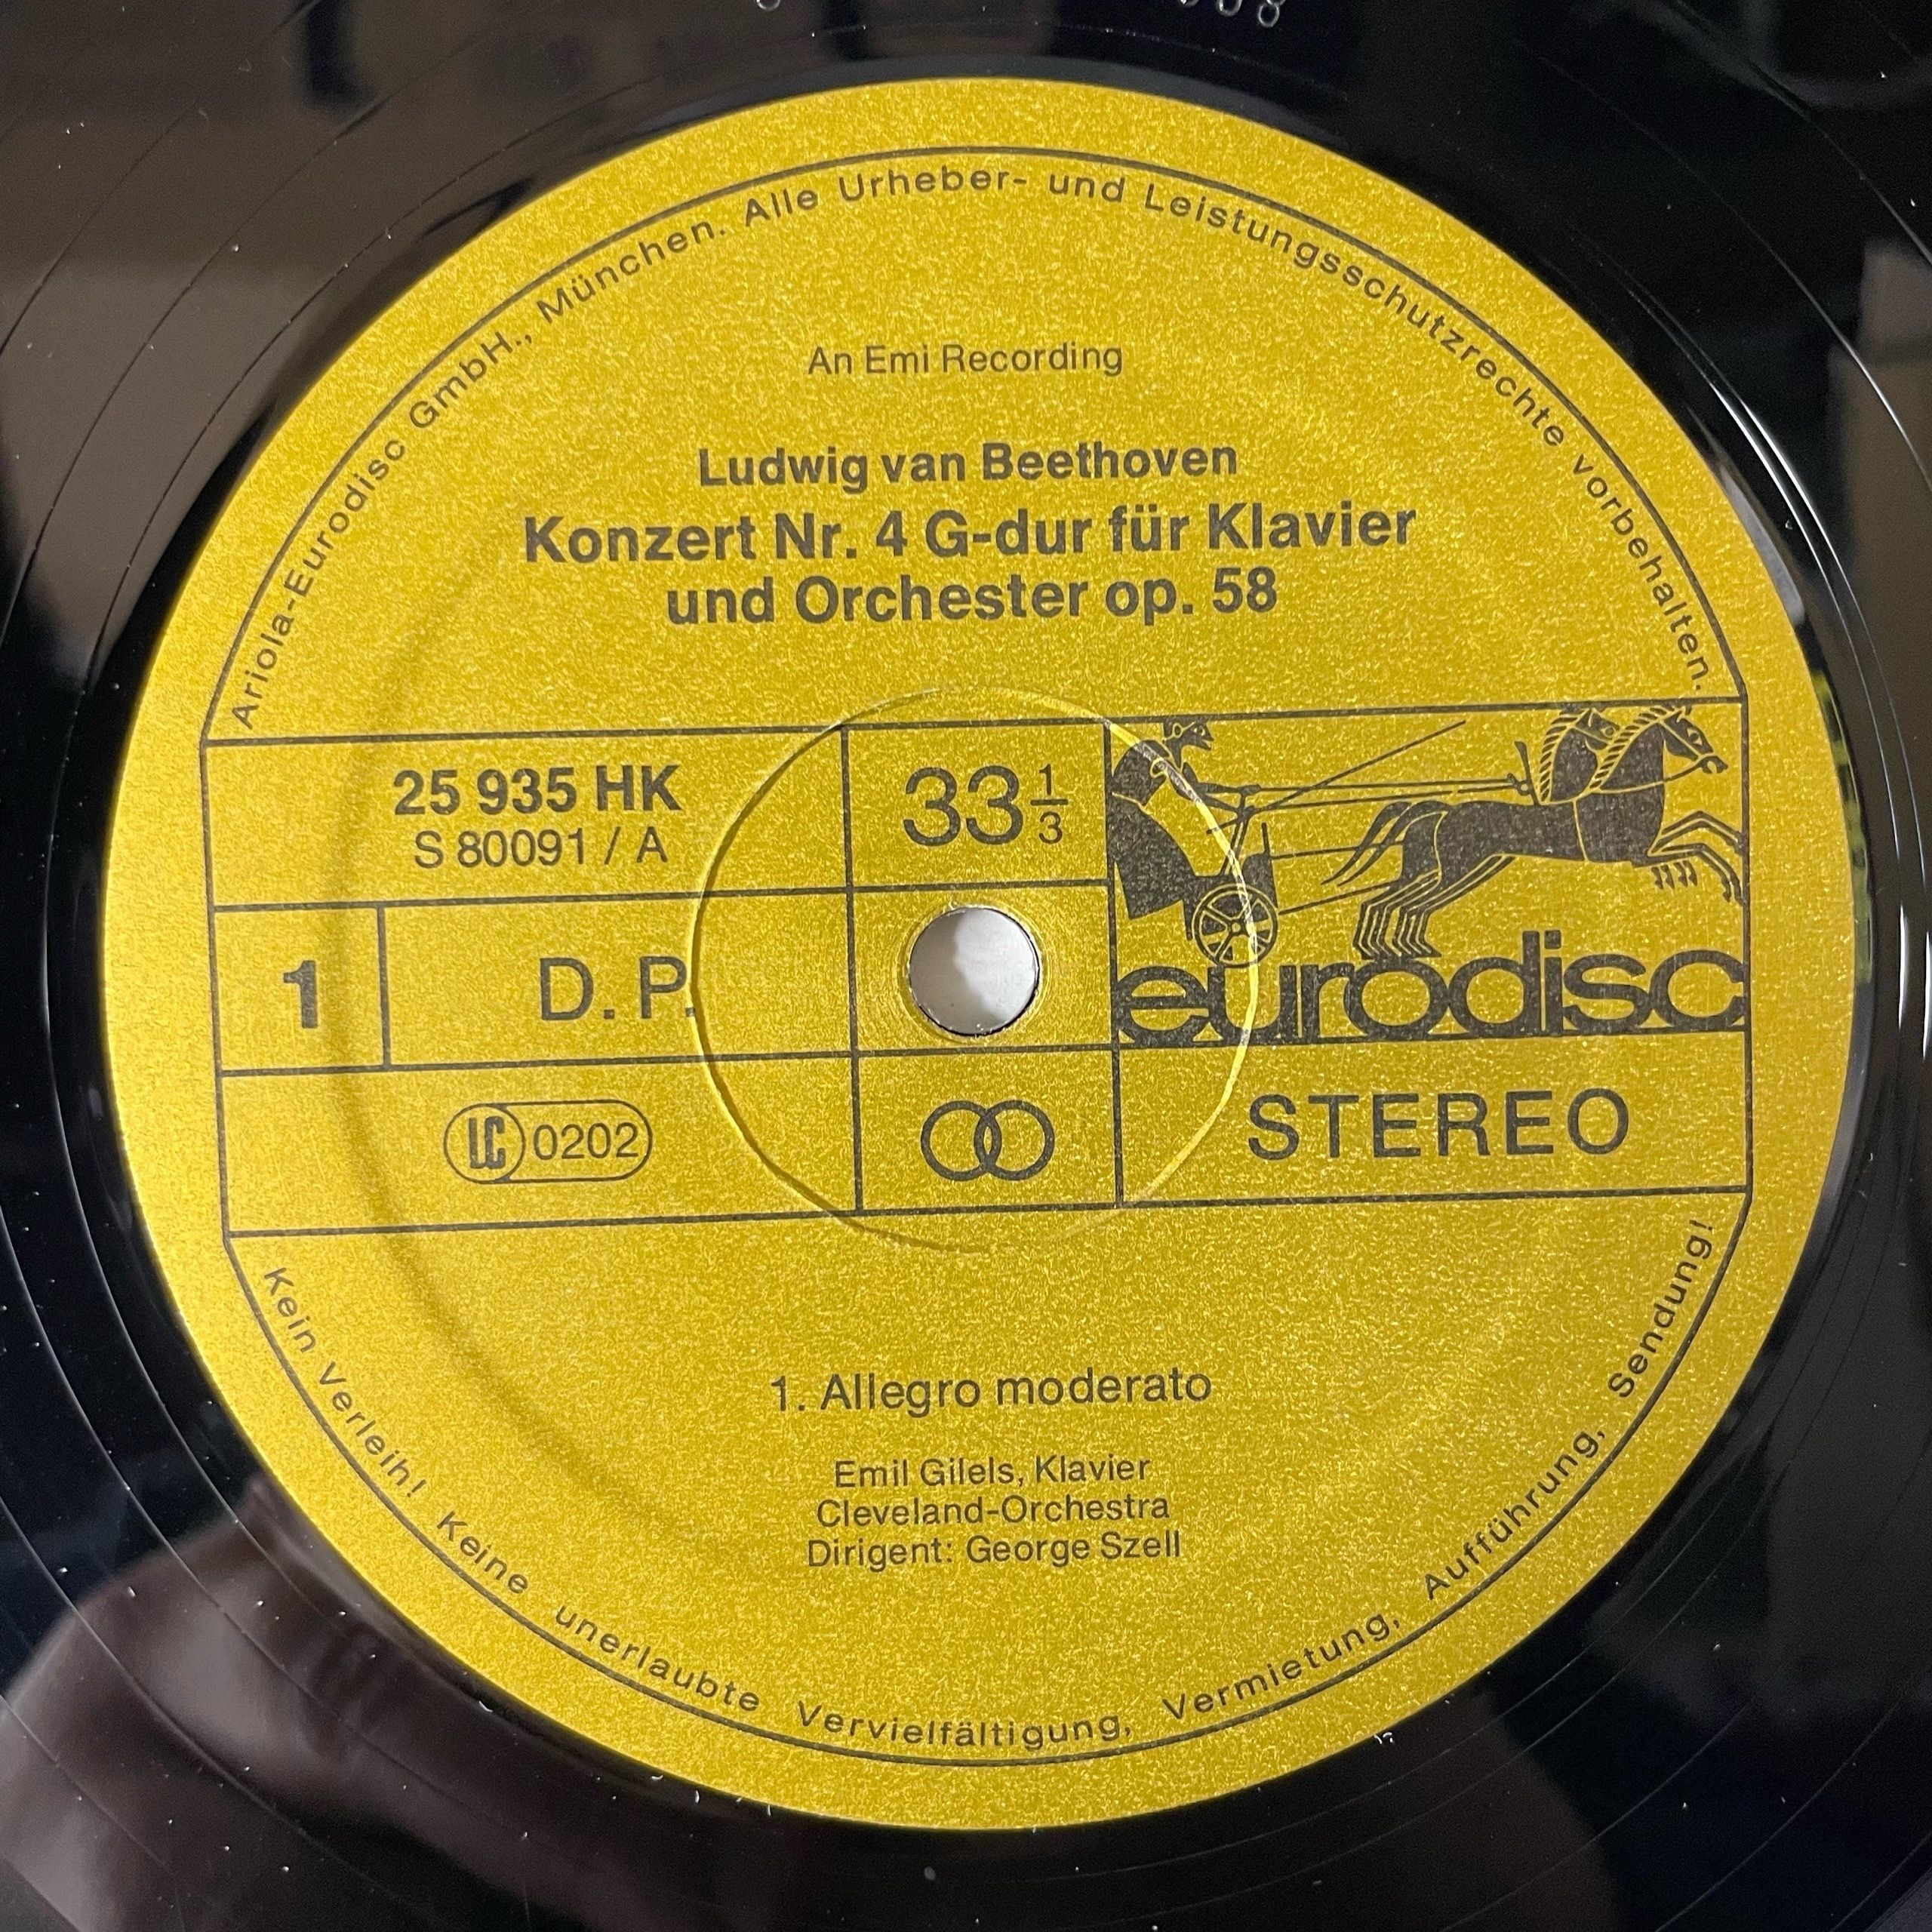 Ariola-Eurodisc GmbH., München. Alle Urheber- und Leistungsschutzrechte vorbehalten.
An Emi Recording
Ludwig van Beethoven
Konzert Nr. 4 G-dur für Klavier
und Orchester op. 58
25 935 HK
S 80091 / A
33 1/3
1
D. P.
eurodisc
LC 0202
STEREO
1. Allegro moderato
Emil Gilels, Klavier
Cleveland-Orchestra
Dirigent: George Szell
Kein Verleih! Keine unerlaubte Vervielfältigung, Vermietung, Aufführung, Sendung!